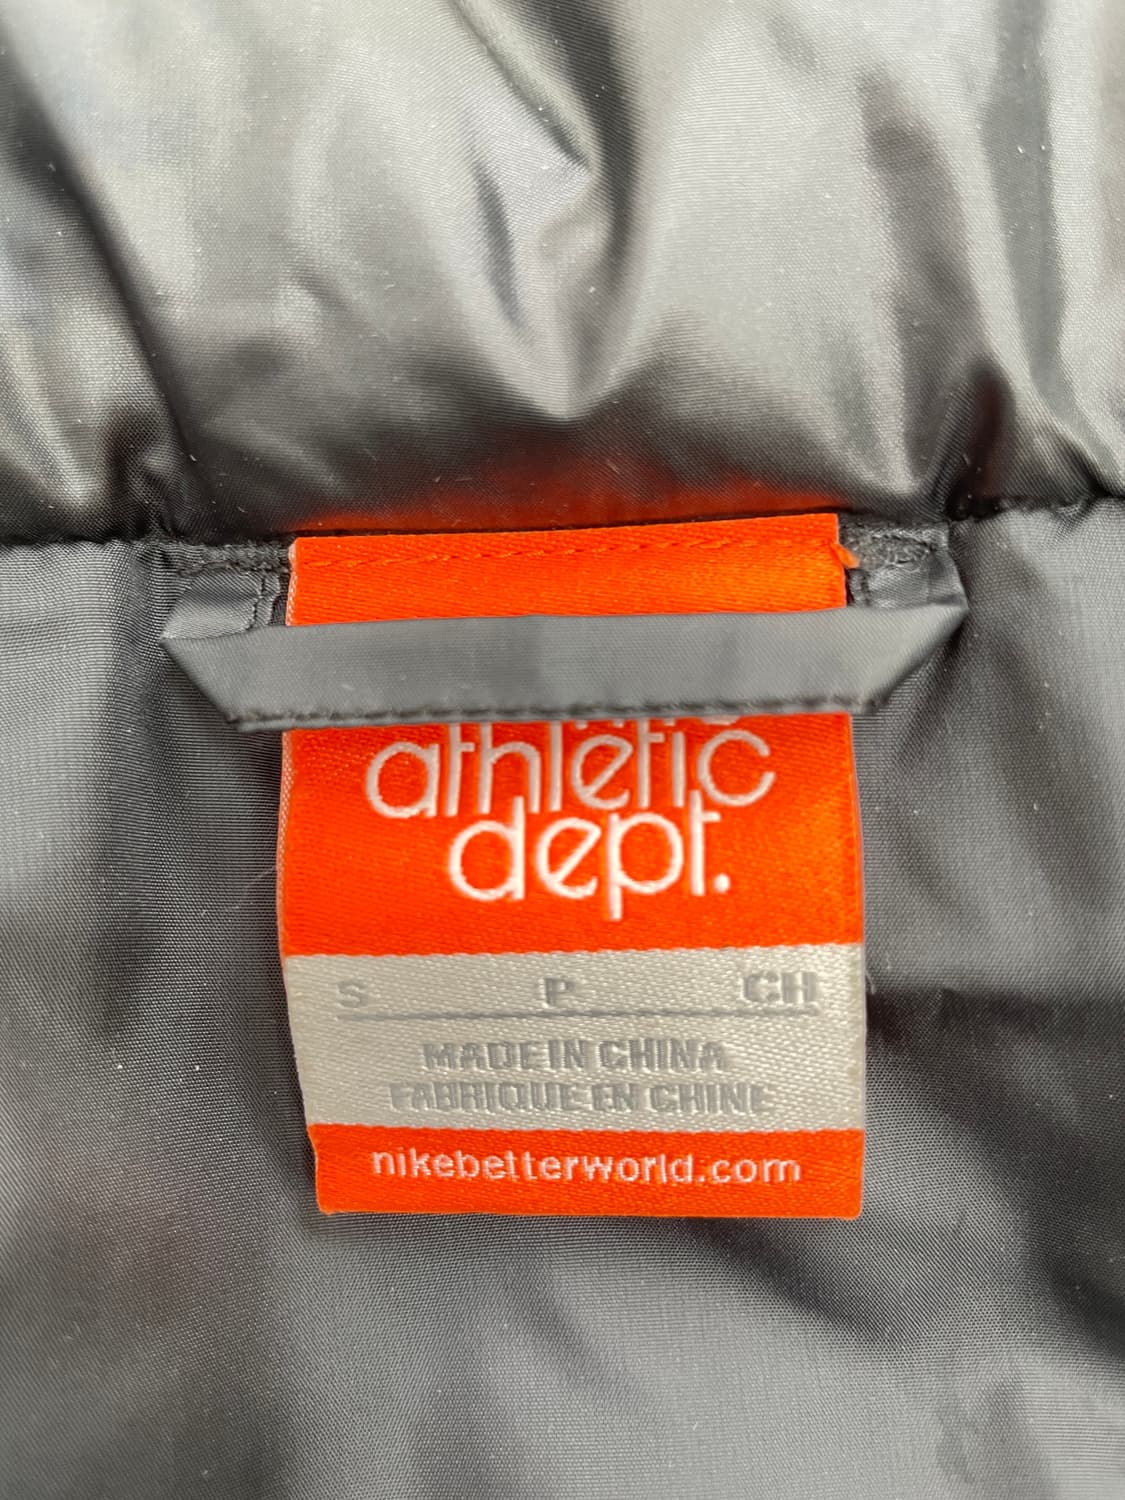 athletic
dept.
S P CH
MADE IN CHINA
FABRIQUE EN CHINE
nikebetterworld.com